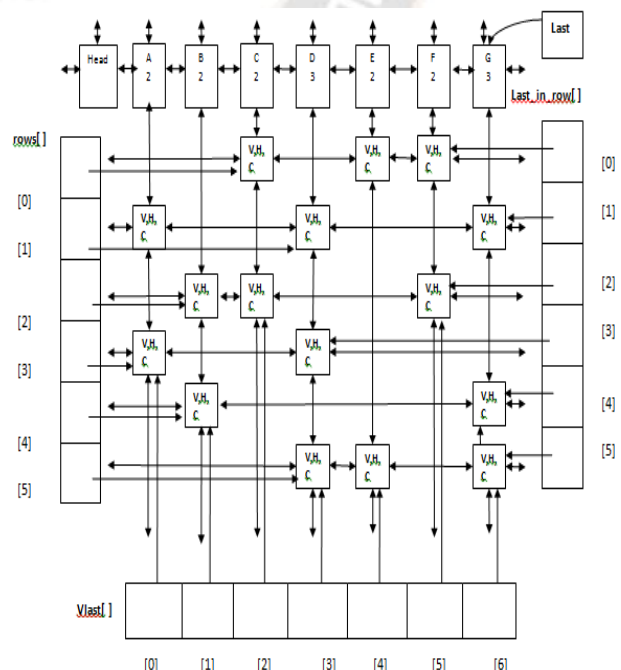 Last
Head A B C D E F G
2 2 2 3 2 2 3
Last_in_row[]
rows[]
V,H, V,H, V,H,
C. C. C.
[0] [0]
V,H, V,H, V,H,
C. C. C.
[1] [1]
V,H, V,H, V,H,
C. C. C.
[2] [2]
V,H, V,H,
C. C.
[3] [3]
V,H, V,H,
C. C.
[4] [4]
V,H, V,H, V,H,
C. C. C.
[5] [5]
Vlast[ ]
[0] [1] [2] [3] [4] [5] [6]